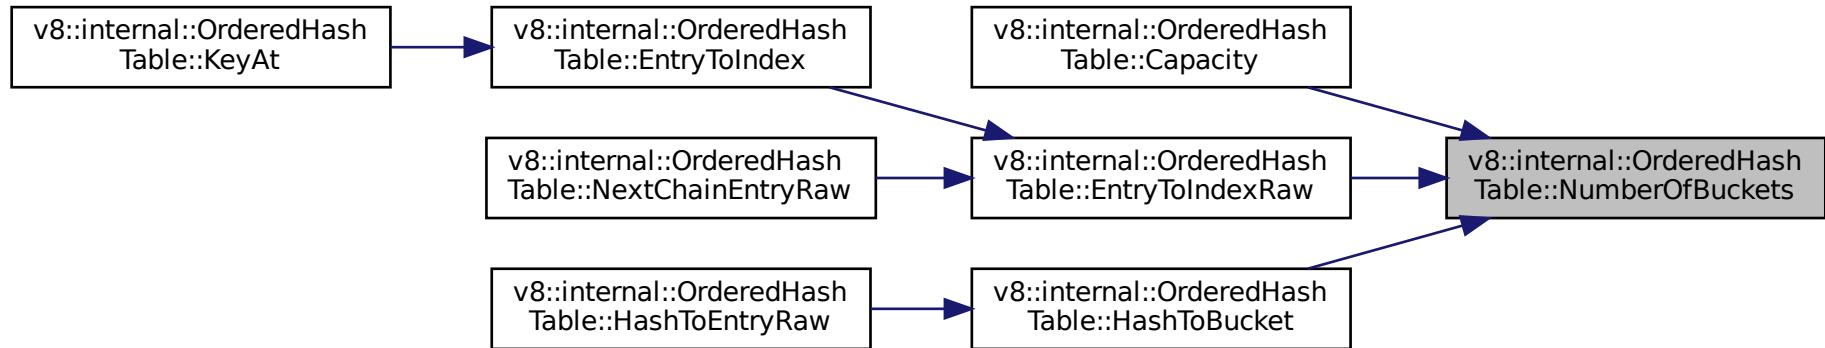 v8::internal::OrderedHash
Table::KeyAt
v8::internal::OrderedHash
Table::EntryToIndex
v8::internal::OrderedHash
Table::Capacity
v8::internal::OrderedHash
Table::NextChainEntryRaw
v8::internal::OrderedHash
Table::EntryToIndexRaw
v8::internal::OrderedHash
Table::NumberOfBuckets
v8::internal::OrderedHash
Table::HashToEntryRaw
v8::internal::OrderedHash
Table::HashToBucket